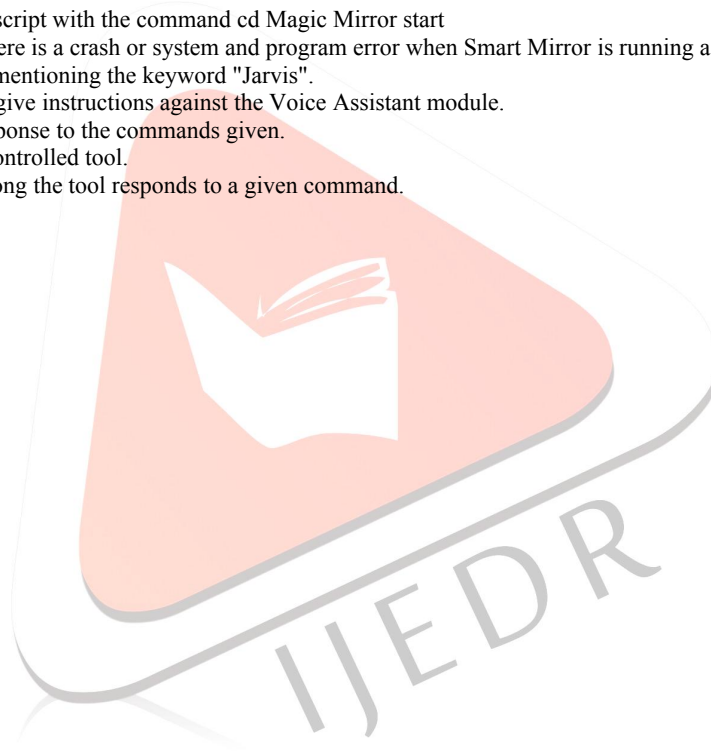 script with the command cd Magic Mirror start
ere is a crash or system and program error when Smart Mirror is running a
mentioning the keyword "Jarvis".
give instructions against the Voice Assistant module.
ponse to the commands given.
ontrolled tool.
ong the tool responds to a given command.
IJEDR